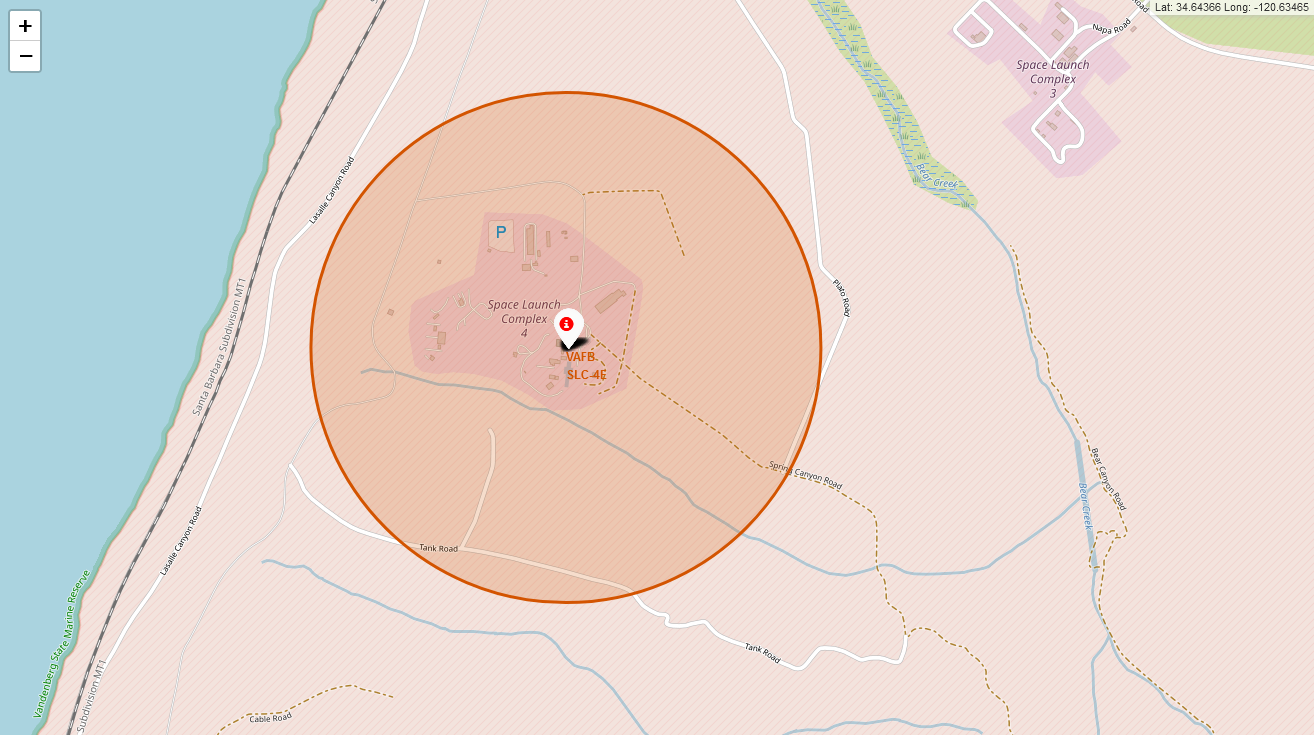 +
−
Lat: 34.64366 Long: -120.63465
Road
Napa Road
Space Launch
Complex
3
Lasalle Canyon Road
Bear Creek
P
Santa Barbara Subdivision MT1
Plato Road
Space Launch
Complex
4
VAFB
SLC-4E
Spring Canyon Road
Bear Canyon Road
Bear Creek
Lasalle Canyon Road
Tank Road
Vandenberg State Marine Reserve
Tank Road
Subdivision MT1
Cable Road